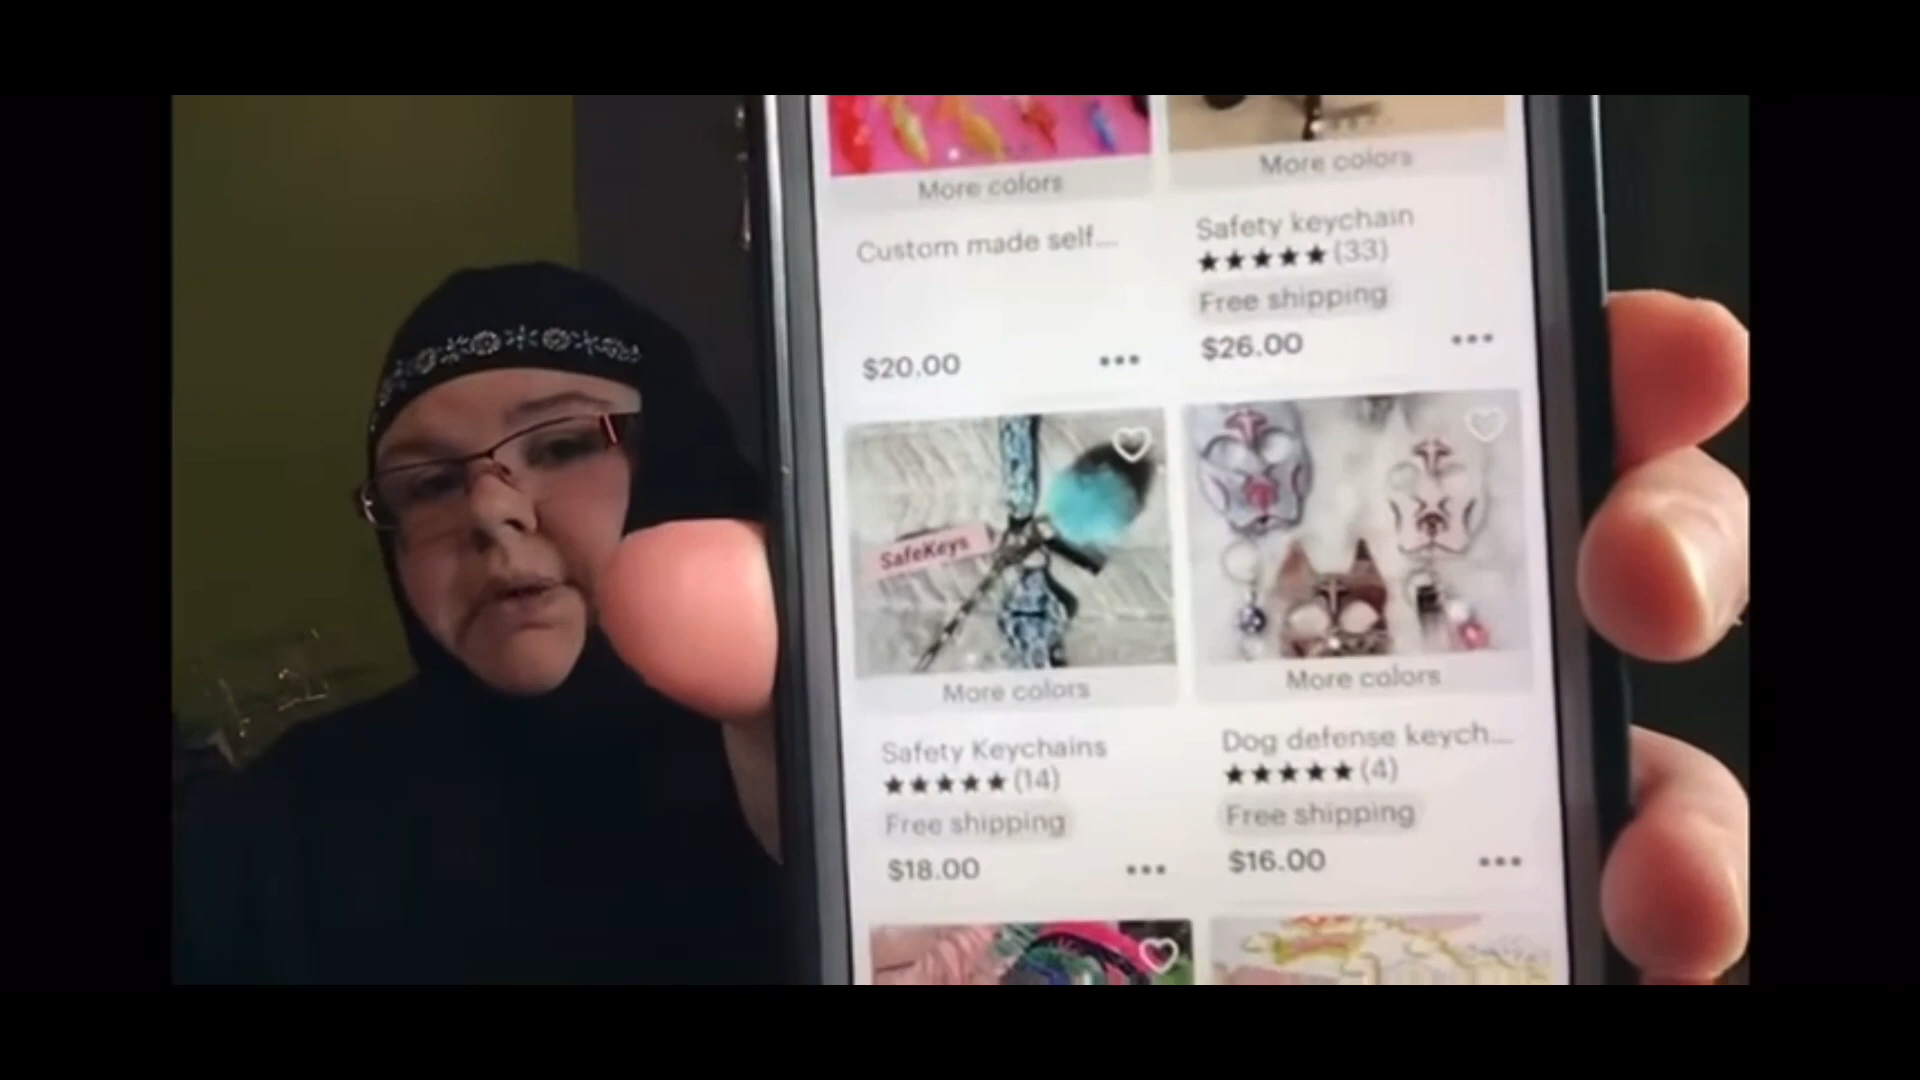 More colors
More colors
Custom made self...
$20.00
Safety keychain
(33)
Free shipping
$26.00
SafeKeys
More colors
More colors
Safety Keychains
(14)
Free shipping
$18.00
Dog defense keych...
(4)
Free shipping
$16.00